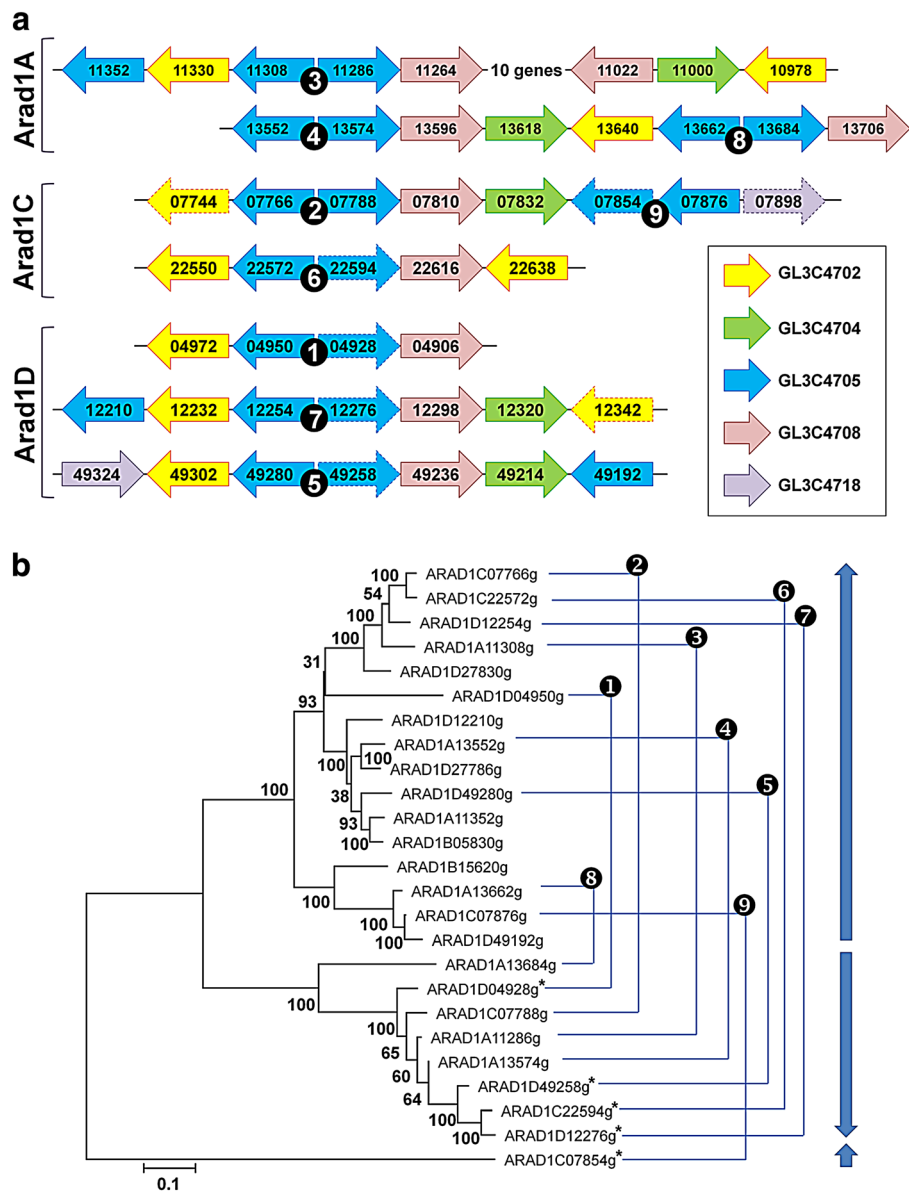 a
Arad1A
11352 11330 11308 11286 11264 10 genes 11022 11000 10978
3
13552 13574 13596 13618 13640 13662 13684 13706
4 8
Arad1C
07744 07766 07788 07810 07832 07854 07876 07898
2 9
22550 22572 22594 22616 22638
6
Arad1D
04972 04950 04928 04906
1
12210 12232 12254 12276 12298 12320 12342
7
49324 49302 49280 49258 49236 49214 49192
5
GL3C4702
GL3C4704
GL3C4705
GL3C4708
GL3C4718
b
100 ARAD1C07766g 2
54 ARAD1C22572g 6
100 ARAD1D12254g 7
100 ARAD1A11308g 3
31 ARAD1D27830g
93 ARAD1D04950g 1
ARAD1D12210g
100 ARAD1A13552g 4
100 ARAD1D27786g
38 ARAD1D49280g 5
93 ARAD1A11352g
100 ARAD1B05830g
100
ARAD1B15620g
100 ARAD1A13662g 8
100 ARAD1C07876g 9
100 ARAD1D49192g
ARAD1A13684g
100 ARAD1D04928g*
100 ARAD1C07788g
65 ARAD1A11286g
60 ARAD1A13574g
64 ARAD1D49258g*
100 ARAD1C22594g*
100 ARAD1D12276g*
ARAD1C07854g*
0.1